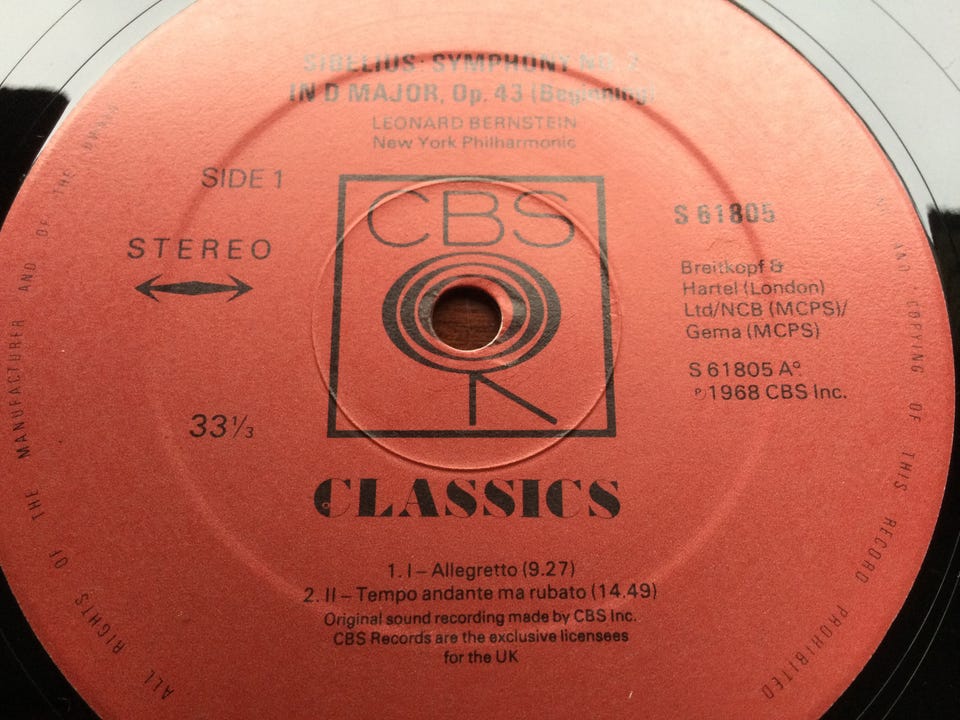 SIBELIUS: SYMPHONY NO. 2
IN D MAJOR, Op. 43 (Beginning)
LEONARD BERNSTEIN
New York Philharmonic
SIDE 1
STEREO
33⅓
CBS
S 61805
Breitkopf &
Hartel (London)
Ltd/NCB (MCPS)/
Gema (MCPS)
S 61805 A°
℗1968 CBS Inc.
CLASSICS
1. I – Allegretto (9.27)
2. II – Tempo andante ma rubato (14.49)
Original sound recording made by CBS Inc.
CBS Records are the exclusive licensees
for the UK
ALL RIGHTS OF THE MANUFACTURER AND OF THE OWNER
AND COPYING OF THIS RECORD PROHIBITED